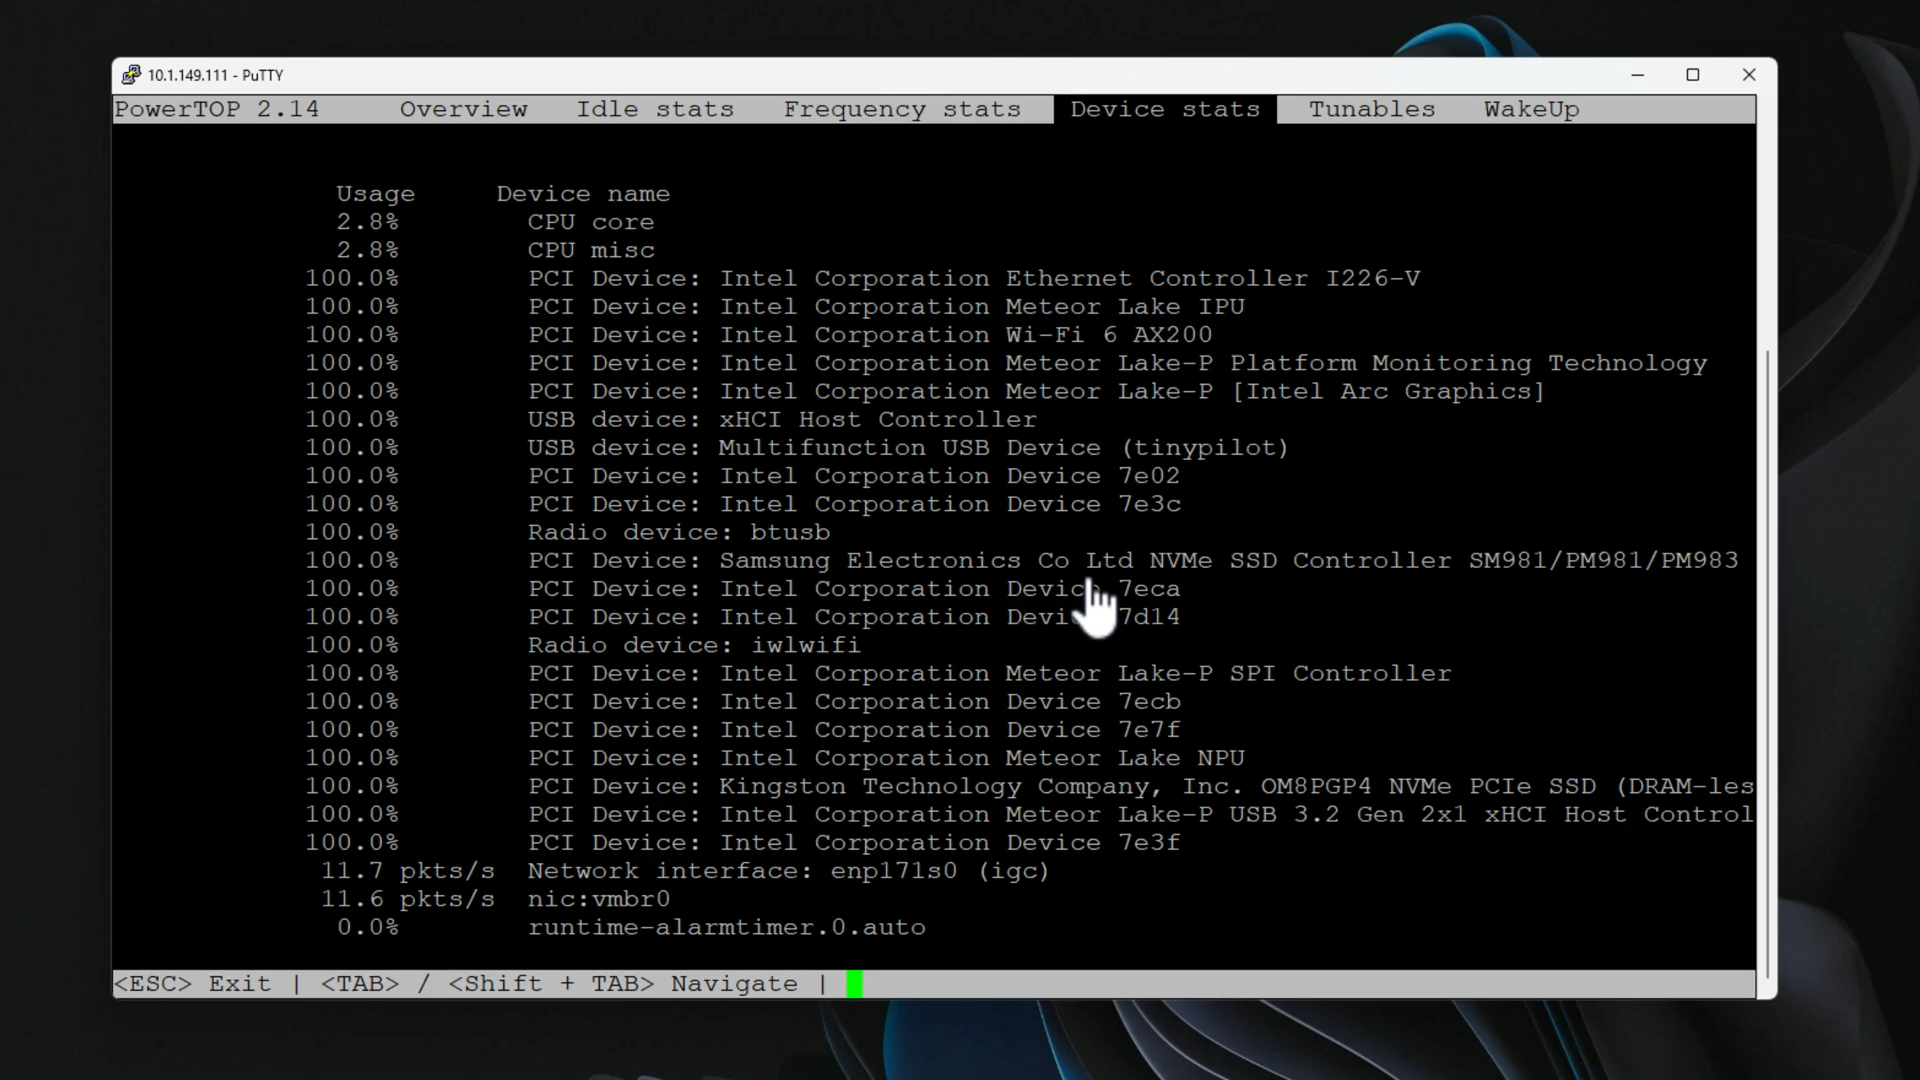 10.1.149.111 - PuTTY
PowerTOP 2.14 Overview Idle stats Frequency stats Device stats Tunables WakeUp
Usage Device name
2.8% CPU core
2.8% CPU misc
100.0% PCI Device: Intel Corporation Ethernet Controller I226-V
100.0% PCI Device: Intel Corporation Meteor Lake IPU
100.0% PCI Device: Intel Corporation Wi-Fi 6 AX200
100.0% PCI Device: Intel Corporation Meteor Lake-P Platform Monitoring Technology
100.0% PCI Device: Intel Corporation Meteor Lake-P [Intel Arc Graphics]
100.0% USB device: xHCI Host Controller
100.0% USB device: Multifunction USB Device (tinypilot)
100.0% PCI Device: Intel Corporation Device 7e02
100.0% PCI Device: Intel Corporation Device 7e3c
100.0% Radio device: btusb
100.0% PCI Device: Samsung Electronics Co Ltd NVMe SSD Controller SM981/PM981/PM983
100.0% PCI Device: Intel Corporation Device 7eca
100.0% PCI Device: Intel Corporation Device 7d14
100.0% Radio device: iwlwifi
100.0% PCI Device: Intel Corporation Meteor Lake-P SPI Controller
100.0% PCI Device: Intel Corporation Device 7ecb
100.0% PCI Device: Intel Corporation Device 7e7f
100.0% PCI Device: Intel Corporation Meteor Lake NPU
100.0% PCI Device: Kingston Technology Company, Inc. OM8PGP4 NVMe PCIe SSD (DRAM-les
100.0% PCI Device: Intel Corporation Meteor Lake-P USB 3.2 Gen 2x1 xHCI Host Control
100.0% PCI Device: Intel Corporation Device 7e3f
11.7 pkts/s Network interface: enp171s0 (igc)
11.6 pkts/s nic:vmbr0
0.0% runtime-alarmtimer.0.auto
<ESC> Exit | <TAB> / <Shift + TAB> Navigate |